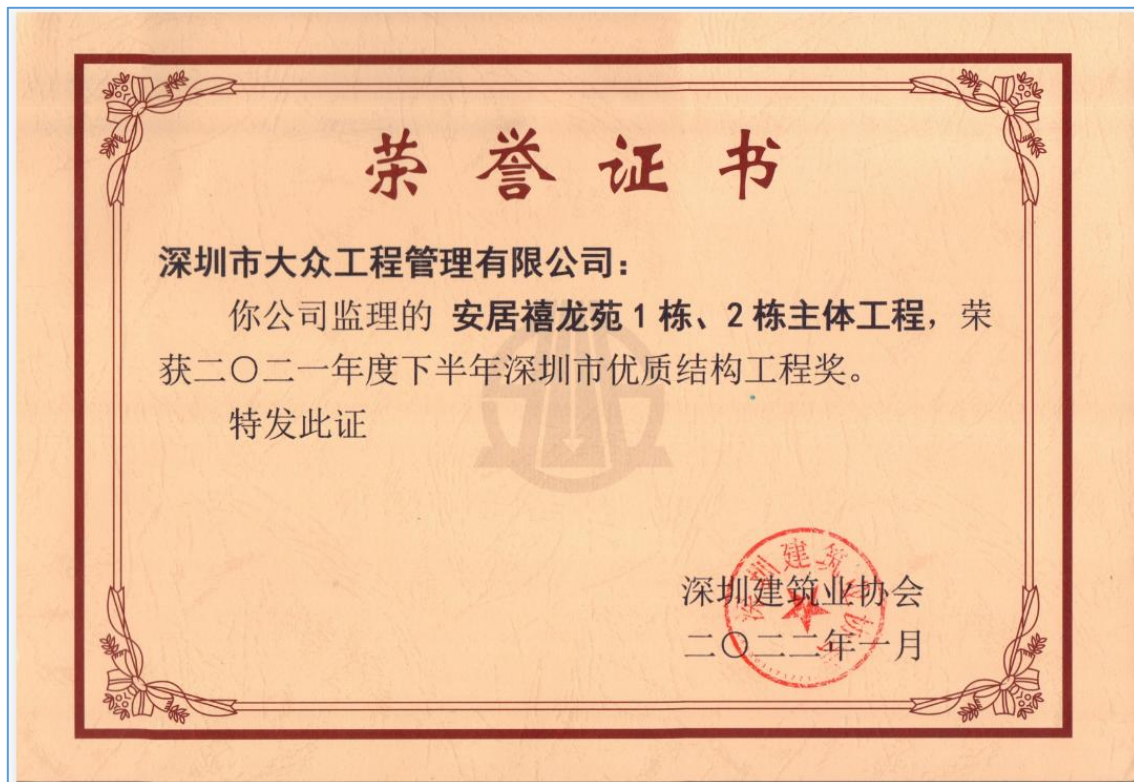 荣誉证书
深圳市大众工程管理有限公司：
你公司监理的 安居禧龙苑1栋、2栋主体工程，荣
获二〇二一年度下半年深圳市优质结构工程奖。
特发此证
深圳建筑业协会
二〇二二年一月